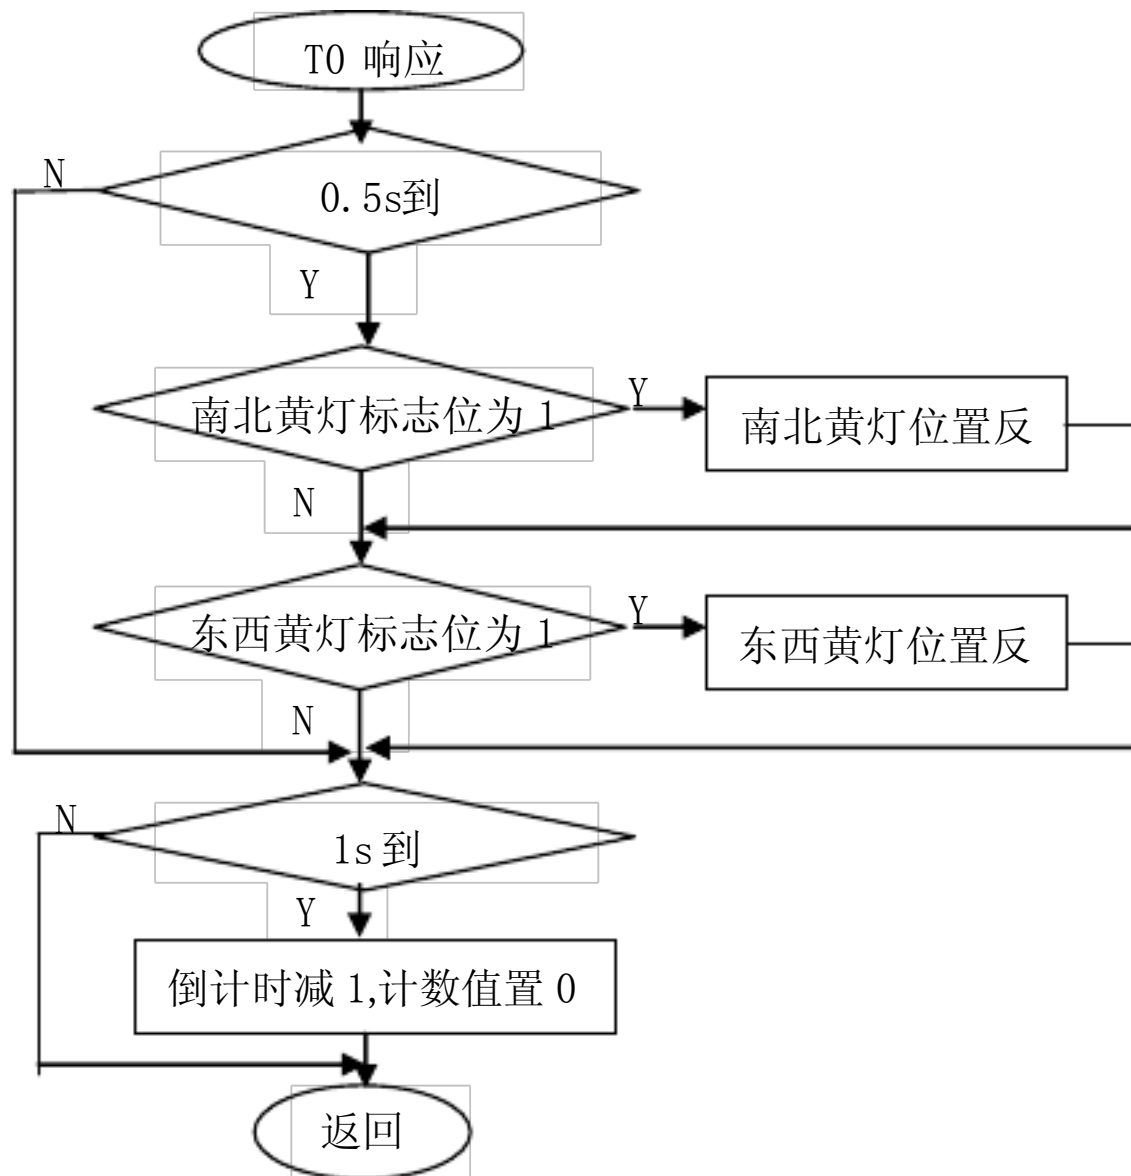 T0 响应
N
0.5s到
Y
南北黄灯标志位为 1
Y
南北黄灯位置反
N
东西黄灯标志位为 1
Y
东西黄灯位置反
N
N
1s 到
Y
倒计时减 1,计数值置 0
返回